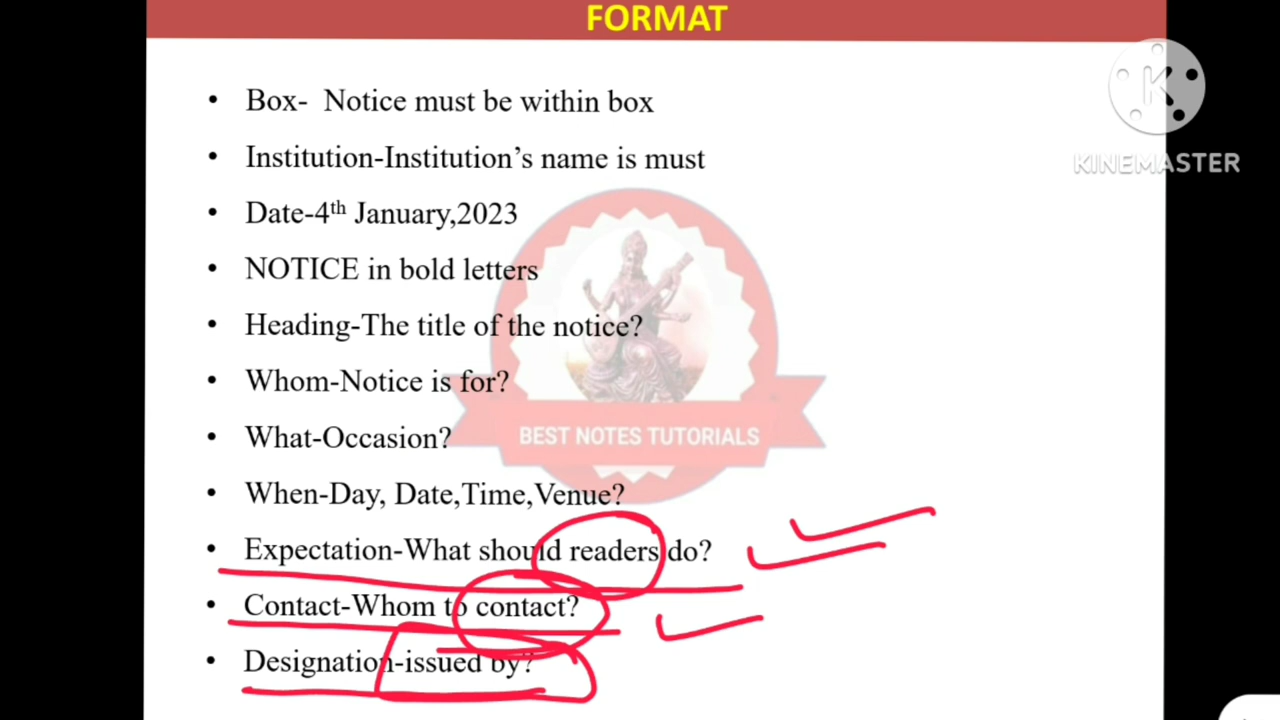 FORMAT
• Box- Notice must be within box
KINEMASTER
• Institution-Institution’s name is must
• Date-4th January,2023
• NOTICE in bold letters
• Heading-The title of the notice?
• Whom-Notice is for?
• What-Occasion?
BEST NOTES TUTORIALS
• When-Day, Date,Time,Venue?
• Expectation-What should readers do?
• Contact-Whom to contact?
• Designation-issued by?